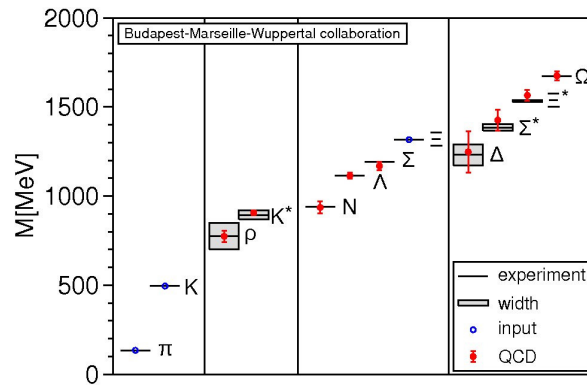 2000
Budapest-Marseille-Wuppertal collaboration
1500
1000
500
0
M[MeV]
π
K
ρ
K*
N
Λ
Σ
Ξ
Δ
Σ*
Ξ*
Ω
experiment
width
input
QCD